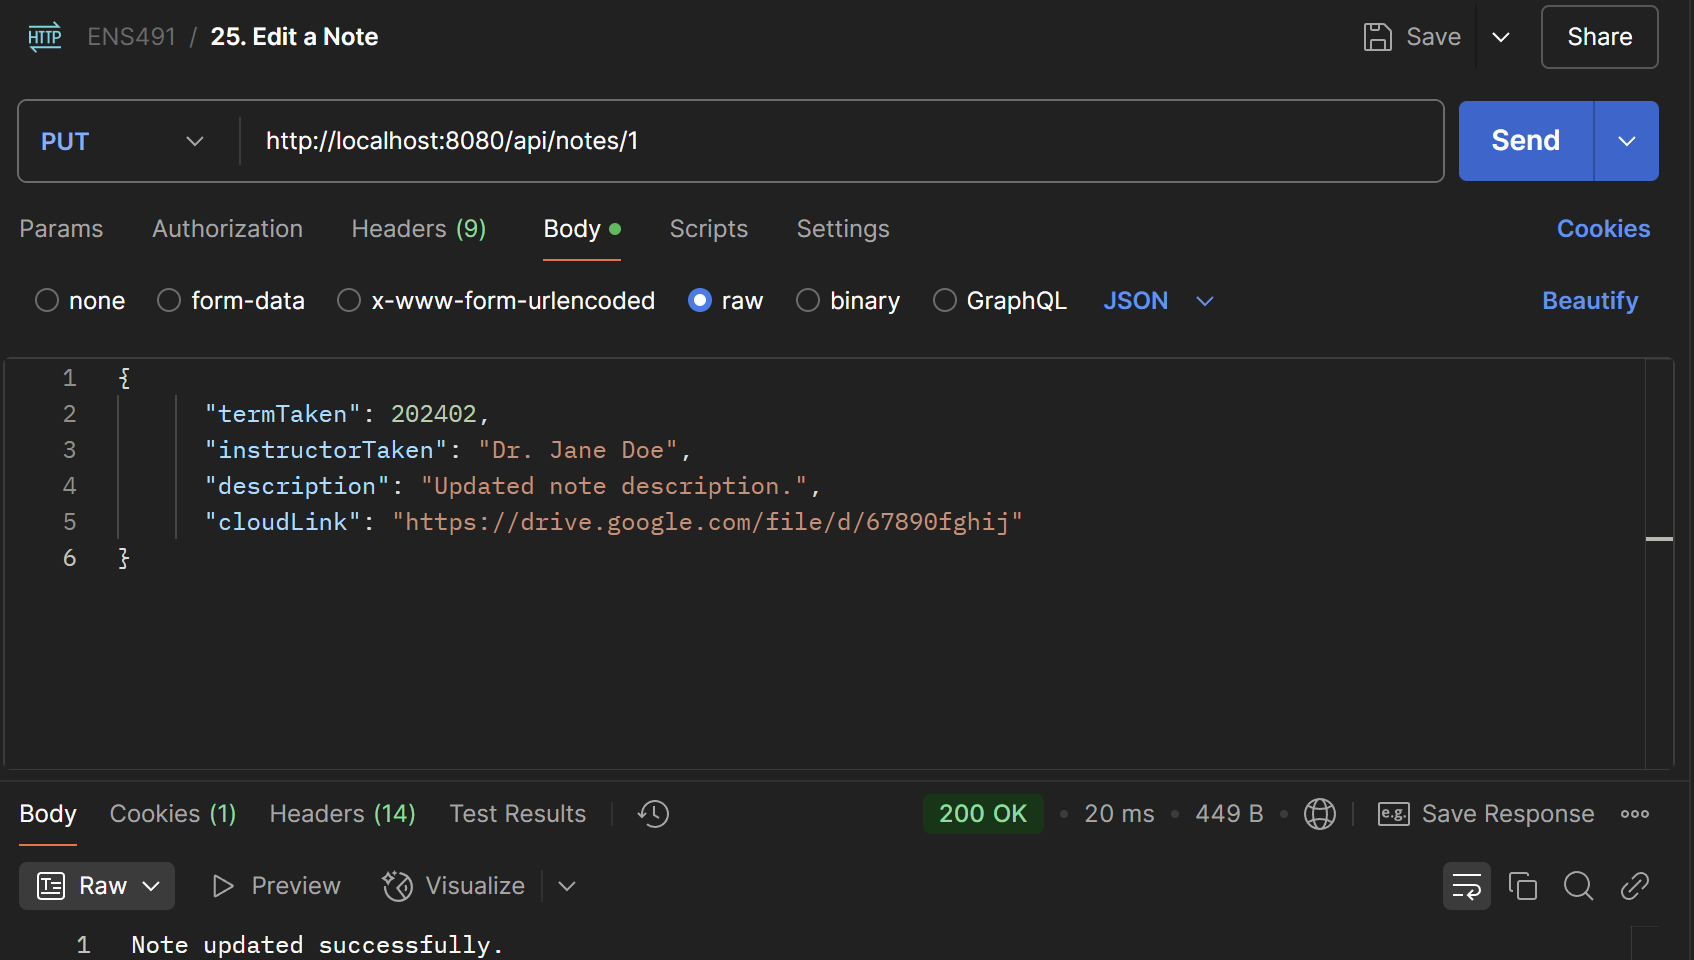 HTTP ENS491 / 25. Edit a Note Save Share
PUT http://localhost:8080/api/notes/1 Send
Params Authorization Headers (9) Body Scripts Settings Cookies
none form-data x-www-form-urlencoded raw binary GraphQL JSON Beautify
1 {
2 "termTaken": 202402,
3 "instructorTaken": "Dr. Jane Doe",
4 "description": "Updated note description.",
5 "cloudLink": "https://drive.google.com/file/d/67890fghij"
6 }
Body Cookies (1) Headers (14) Test Results 200 OK • 20 ms • 449 B • e.g. Save Response
Raw Preview Visualize
1 Note updated successfully.